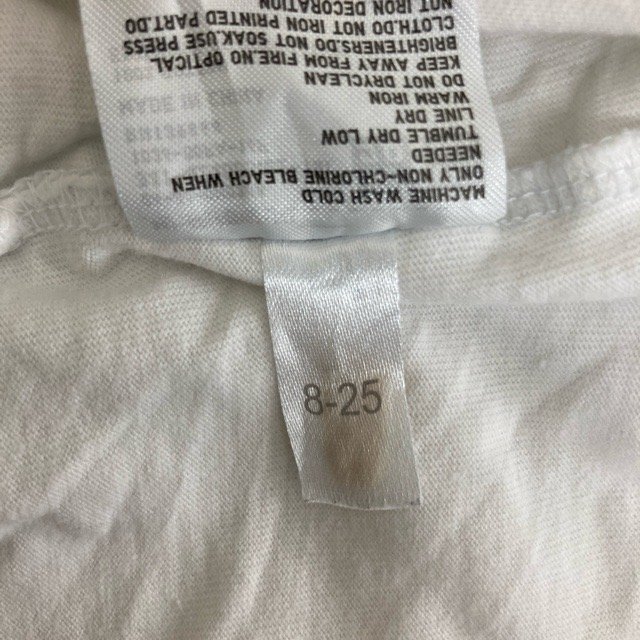 MACHINE WASH COLD
ONLY NON-CHLORINE BLEACH WHEN
NEEDED
TUMBLE DRY LOW
LINE DRY
WARM IRON
DO NOT DRYCLEAN
KEEP AWAY FROM FIRE.NO OPTICAL
BRIGHTENERS.DO NOT SOAK.USE PRESS
CLOTH.DO NOT IRON PRINTED PART.DO
NOT IRON DECORATION
8-25